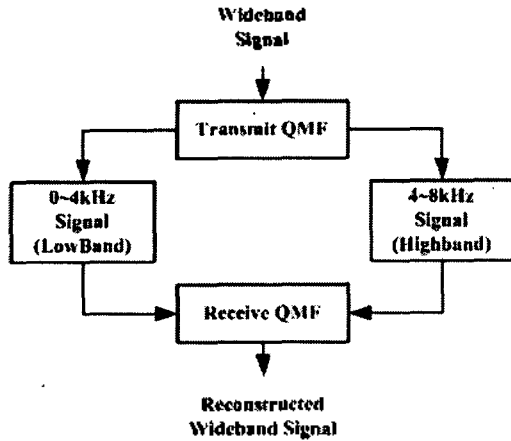 Wideband
Signal
Transmit QMF
0~4kHz
Signal
(LowBand)
4~8kHz
Signal
(Highband)
Receive QMF
Reconstructed
Wideband Signal